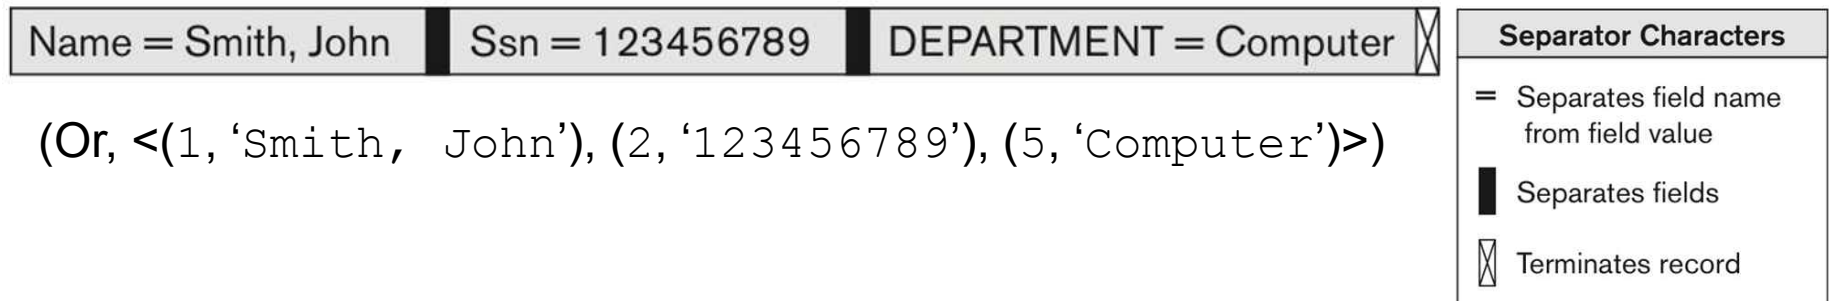 Name = Smith, John Ssn = 123456789 DEPARTMENT = Computer
(Or, <(1, ‘Smith, John’), (2, ‘123456789’), (5, ‘Computer’)>)
Separator Characters
= Separates field name
from field value
Separates fields
Terminates record